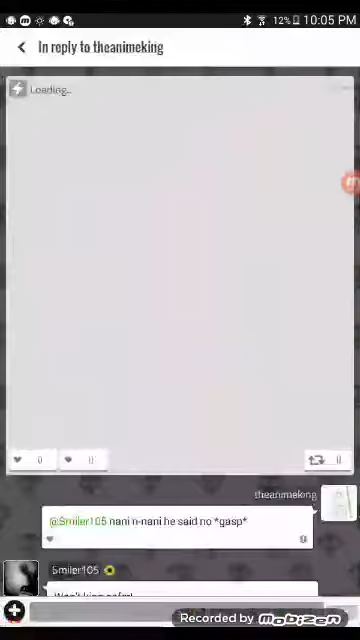 12% 10:05 PM
In reply to theanimeking
Loading..
0 0 0
theanimeking
@Smiler105 nani n-nani he said no *gasp*
Smiler105
Recorded by mobizen